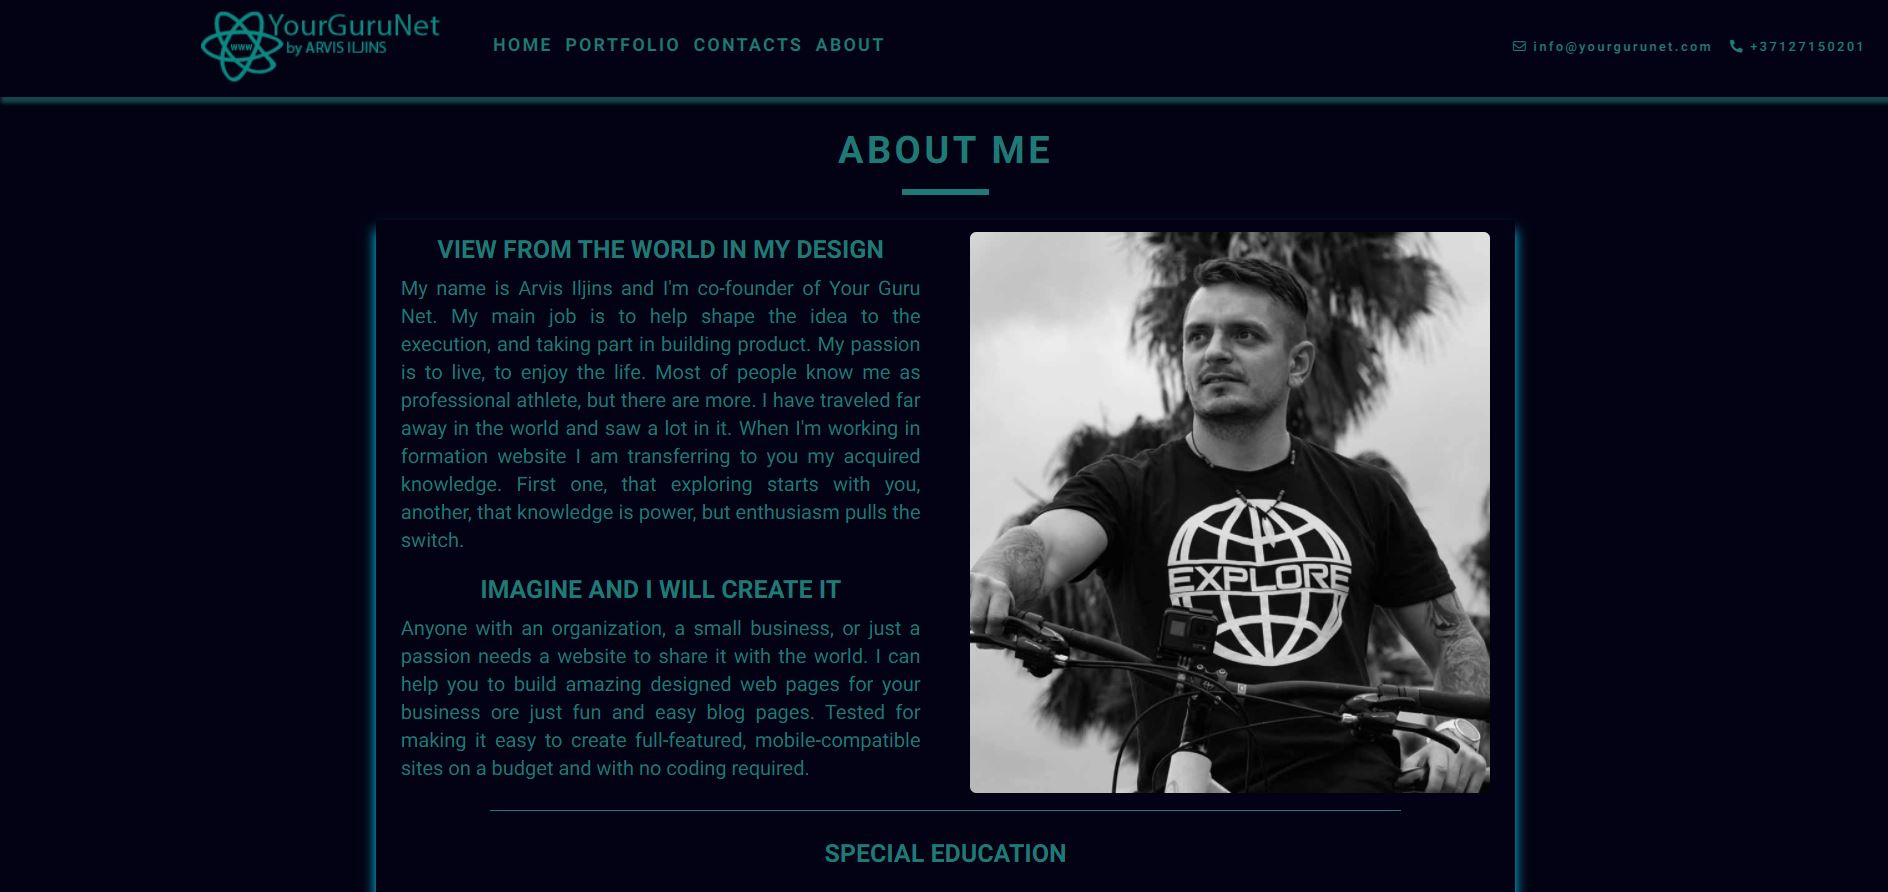 YourGuruNet
www
by ARVIS ILJINS
HOME PORTFOLIO CONTACTS ABOUT
info@yourgurunet.com +37127150201
ABOUT ME
VIEW FROM THE WORLD IN MY DESIGN
My name is Arvis Iljins and I'm co-founder of Your Guru
Net. My main job is to help shape the idea to the
execution, and taking part in building product. My passion
is to live, to enjoy the life. Most of people know me as
professional athlete, but there are more. I have traveled far
away in the world and saw a lot in it. When I'm working in
formation website I am transferring to you my acquired
knowledge. First one, that exploring starts with you,
another, that knowledge is power, but enthusiasm pulls the
switch.
IMAGINE AND I WILL CREATE IT
Anyone with an organization, a small business, or just a
passion needs a website to share it with the world. I can
help you to build amazing designed web pages for your
business ore just fun and easy blog pages. Tested for
making it easy to create full-featured, mobile-compatible
sites on a budget and with no coding required.
EXPLORE
SPECIAL EDUCATION